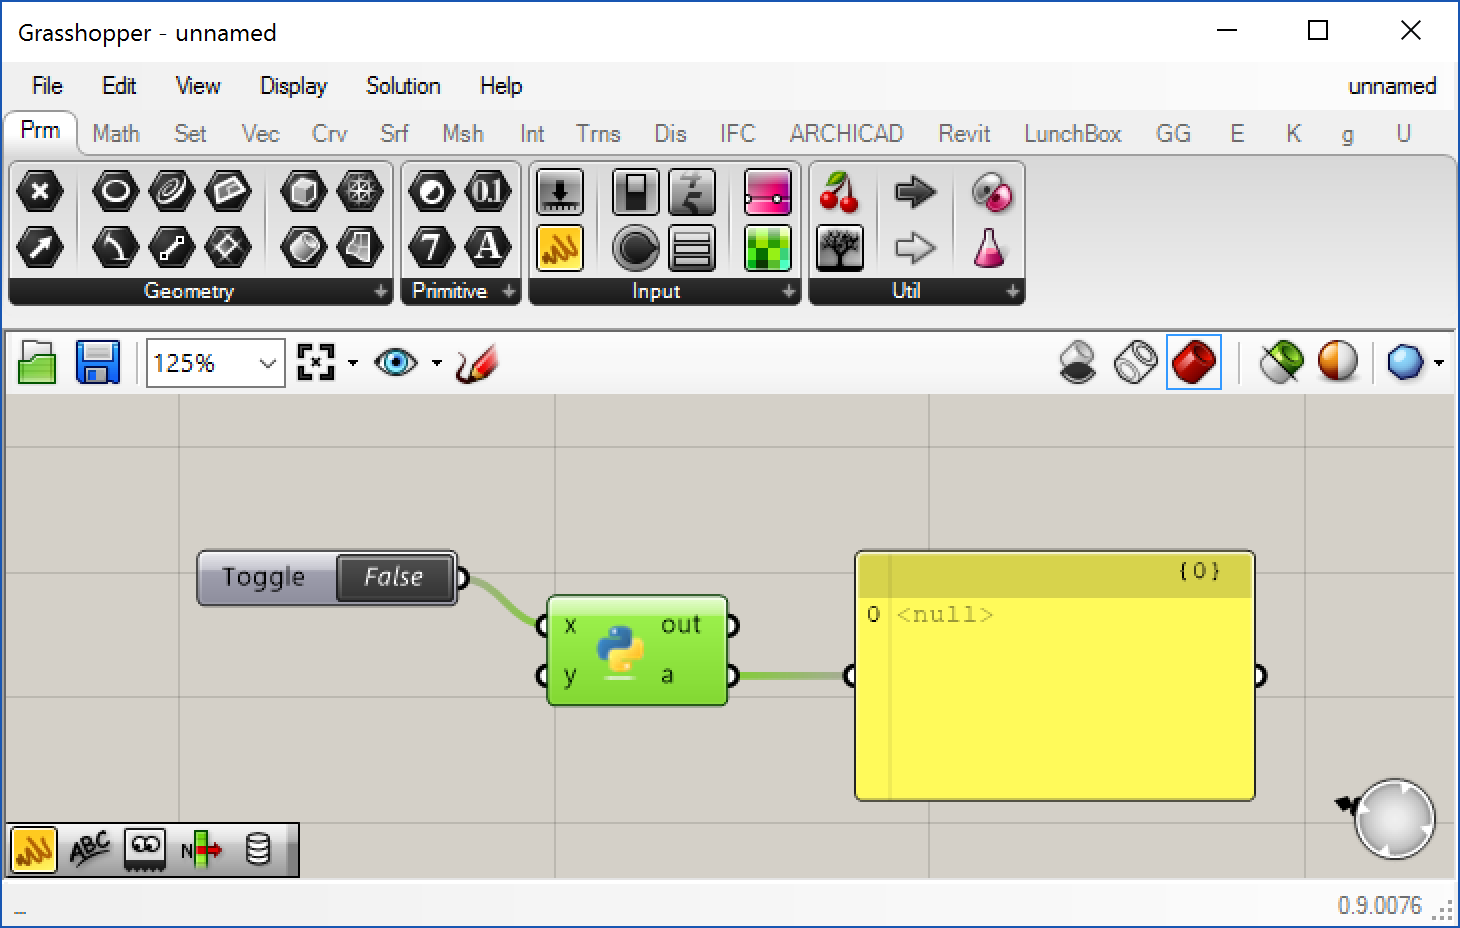 Grasshopper - unnamed
File Edit View Display Solution Help unnamed
Prm Math Set Vec Crv Srf Msh Int Trns Dis IFC ARCHICAD Revit LunchBox GG E K g U
0.1 4 5
7 A
Geometry Primitive Input Util
125%
{0}
Toggle False
0 <null>
x out
y a
ABC N
0.9.0076